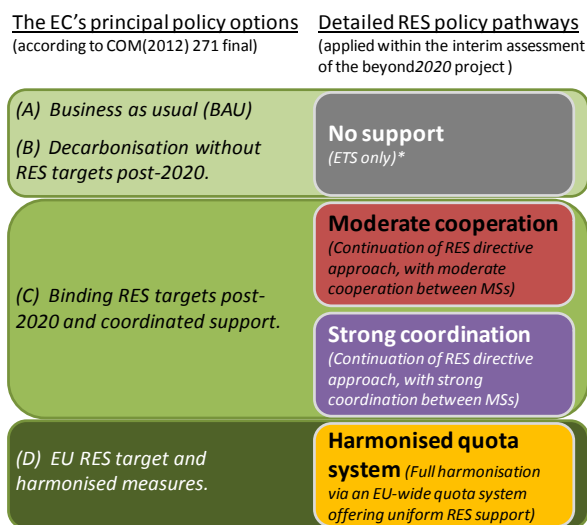 The EC's principal policy options
(according to COM(2012) 271 final)
Detailed RES policy pathways
(applied within the interim assessment
of the beyond2020 project )
(A) Business as usual (BAU)
(B) Decarbonisation without
RES targets post-2020.
No support
(ETS only)*
(C) Binding RES targets post-
2020 and coordinated support.
Moderate cooperation
(Continuation of RES directive
approach, with moderate
cooperation between MSs)
Strong coordination
(Continuation of RES directive
approach, with strong
coordination between MSs)
(D) EU RES target and
harmonised measures.
Harmonised quota
system (Full harmonisation
via an EU-wide quota system
offering uniform RES support)